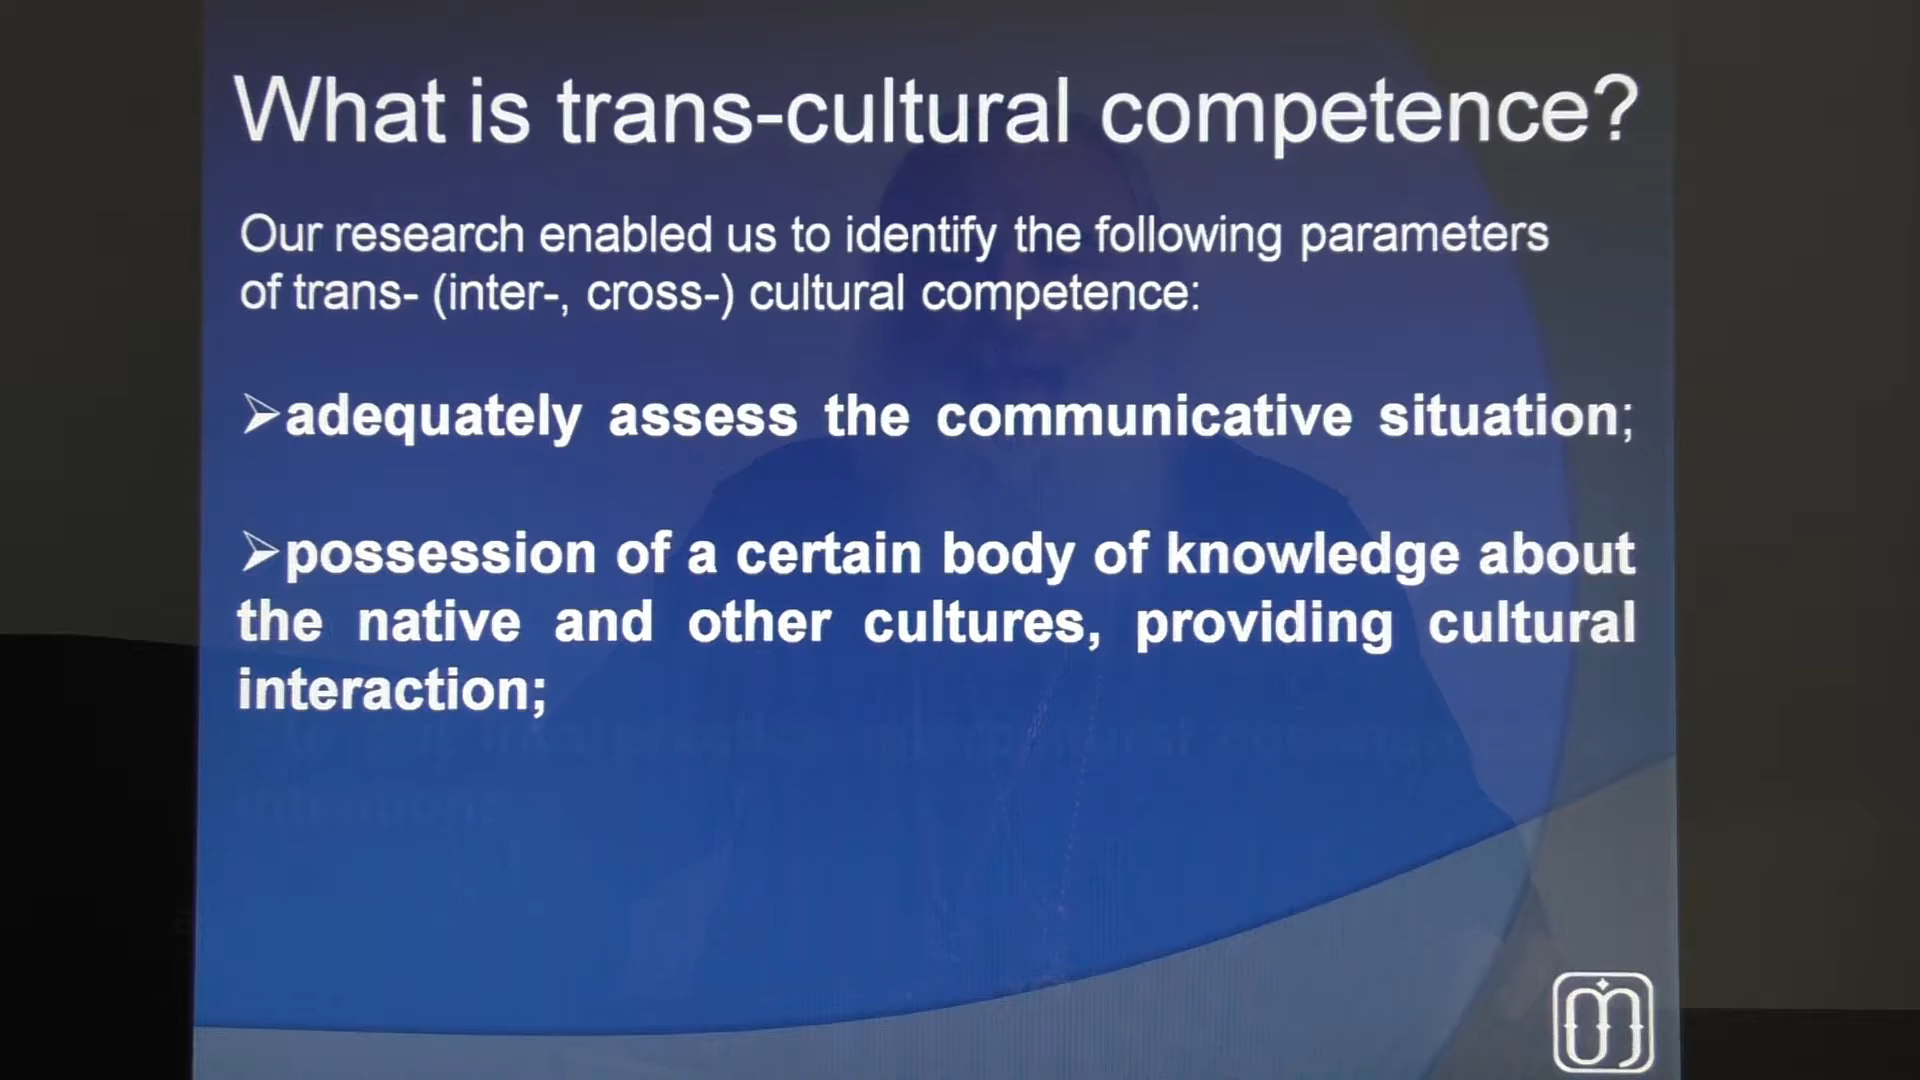 What is trans-cultural competence?
Our research enabled us to identify the following parameters
of trans- (inter-, cross-) cultural competence:
➢adequately assess the communicative situation;
➢possession of a certain body of knowledge about
the native and other cultures, providing cultural
interaction;